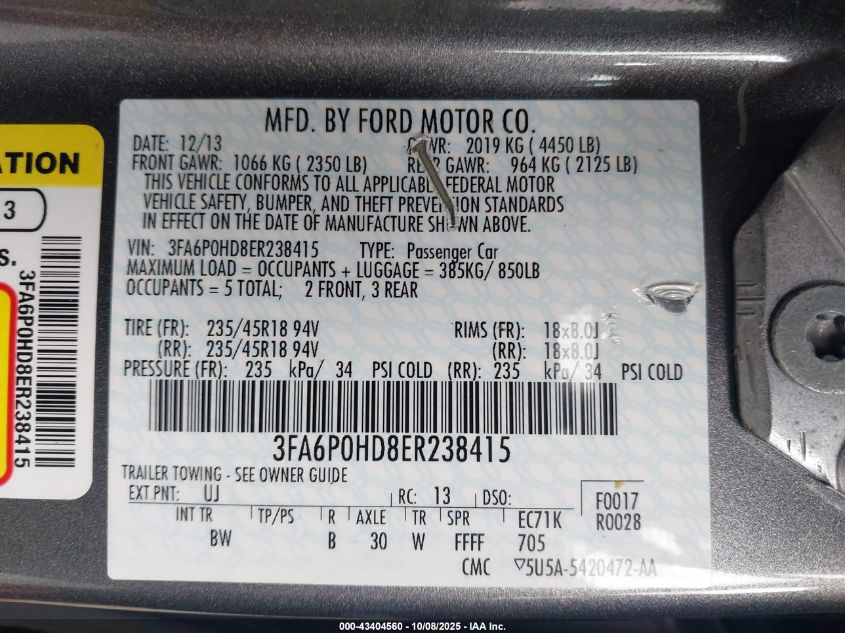 MFD. BY FORD MOTOR CO.
DATE: 12/13 GVWR: 2019 KG ( 4450 LB)
FRONT GAWR: 1066 KG ( 2350 LB) REAR GAWR: 964 KG ( 2125 LB)
THIS VEHICLE CONFORMS TO ALL APPLICABLE FEDERAL MOTOR
VEHICLE SAFETY, BUMPER, AND THEFT PREVENTION STANDARDS
IN EFFECT ON THE DATE OF MANUFACTURE SHOWN ABOVE.
VIN: 3FA6P0HD8ER238415 TYPE: Passenger Car
MAXIMUM LOAD = OCCUPANTS + LUGGAGE = 385KG/ 850LB
OCCUPANTS = 5 TOTAL; 2 FRONT, 3 REAR
TIRE (FR): 235/45R18 94V RIMS (FR): 18x8.0J
(RR): 235/45R18 94V (RR): 18x8.0J
PRESSURE (FR): 235 kPa/ 34 PSI COLD (RR): 235 kPa/ 34 PSI COLD
3FA6P0HD8ER238415
TRAILER TOWING - SEE OWNER GUIDE
EXT PNT: UJ RC: 13 DSO: F0017
R0028
INT TR TP/PS R AXLE TR SPR EC71K
BW B 30 W FFFF 705
CMC ▽5U5A-5420472-AA
ATION
3
S.
3FA6P0HD8ER238415
000-43404560 - 10/08/2025 - IAA Inc.